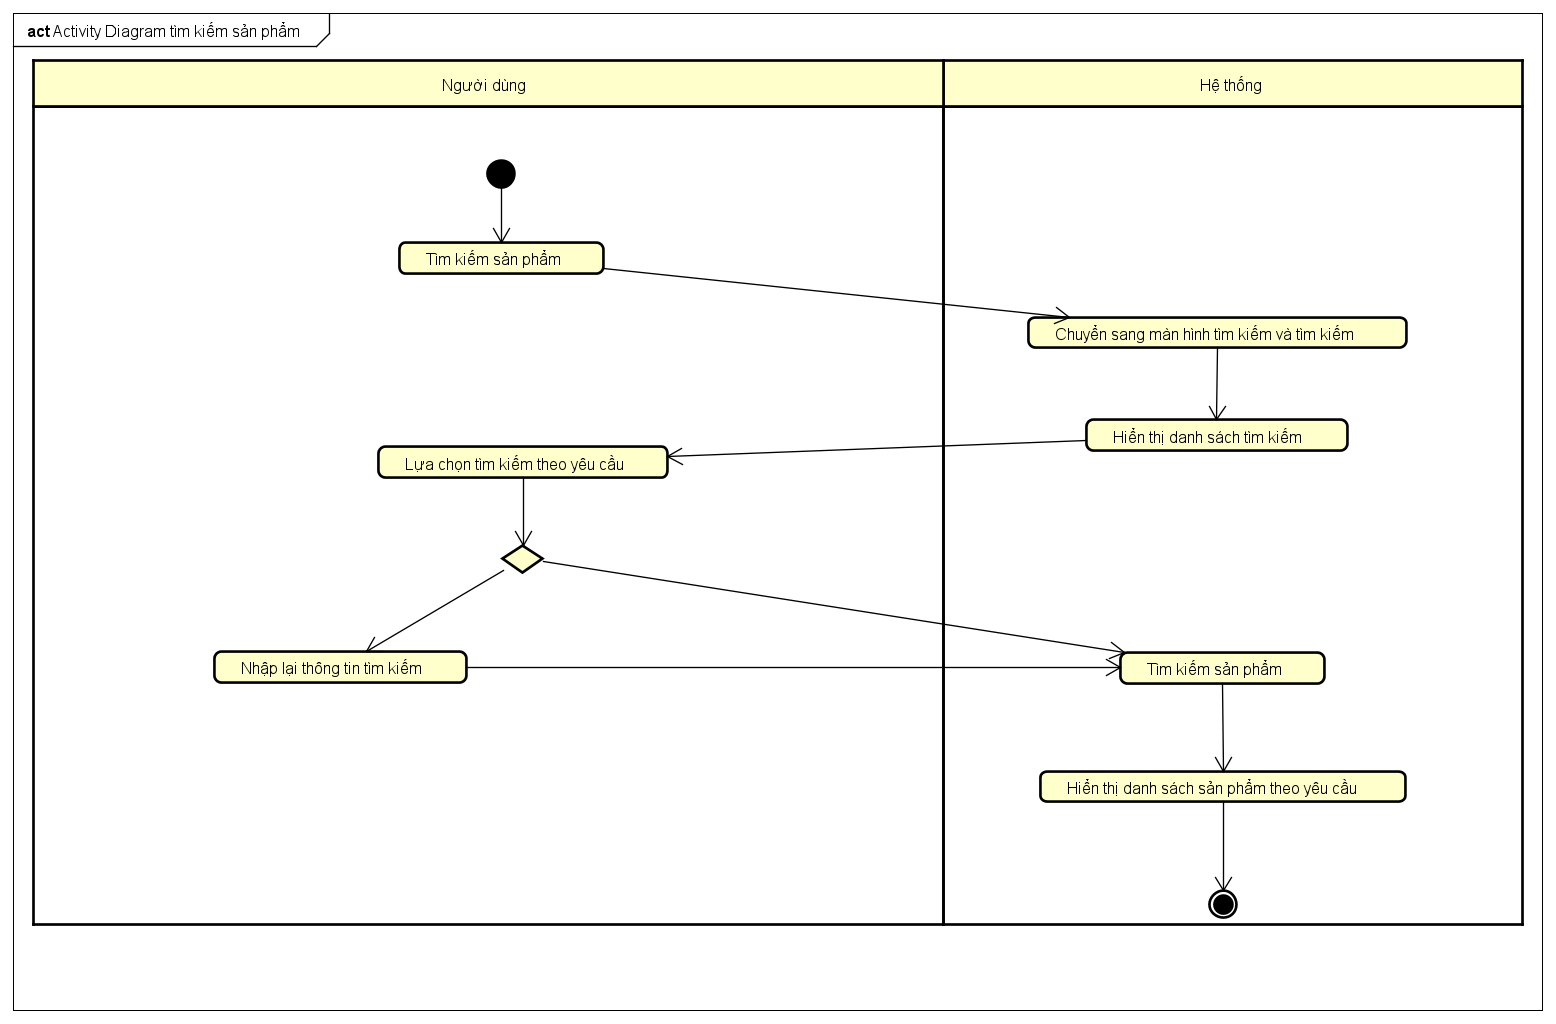 act Activity Diagram tìm kiếm sản phẩm
Người dùng
Hệ thống
Tìm kiếm sản phẩm
Chuyển sang màn hình tìm kiếm và tìm kiếm
Hiển thị danh sách tìm kiếm
Lựa chọn tìm kiếm theo yêu cầu
Nhập lại thông tin tìm kiếm
Tìm kiếm sản phẩm
Hiển thị danh sách sản phẩm theo yêu cầu